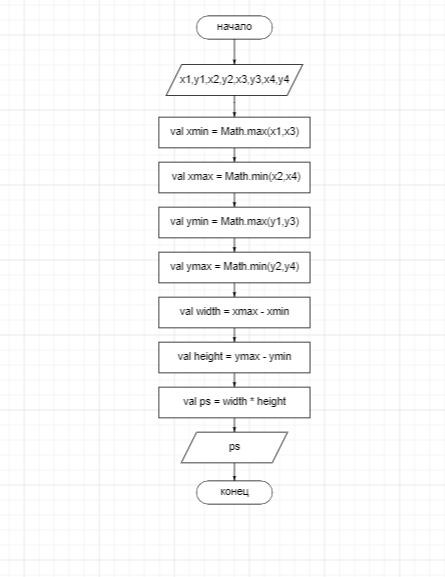 начало
x1,y1,x2,y2,x3,y3,x4,y4
val xmin = Math.max(x1,x3)
val xmax = Math.min(x2,x4)
val ymin = Math.max(y1,y3)
val ymax = Math.min(y2,y4)
val width = xmax - xmin
val height = ymax - ymin
val ps = width * height
ps
конец